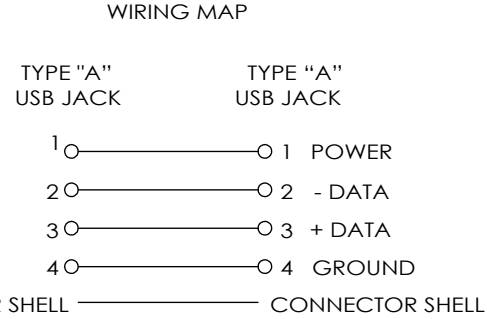 WIRING MAP
TYPE "A” TYPE “A”
USB JACK USB JACK
1 1 POWER
2 2 - DATA
3 3 + DATA
4 4 GROUND
SHELL CONNECTOR SHELL